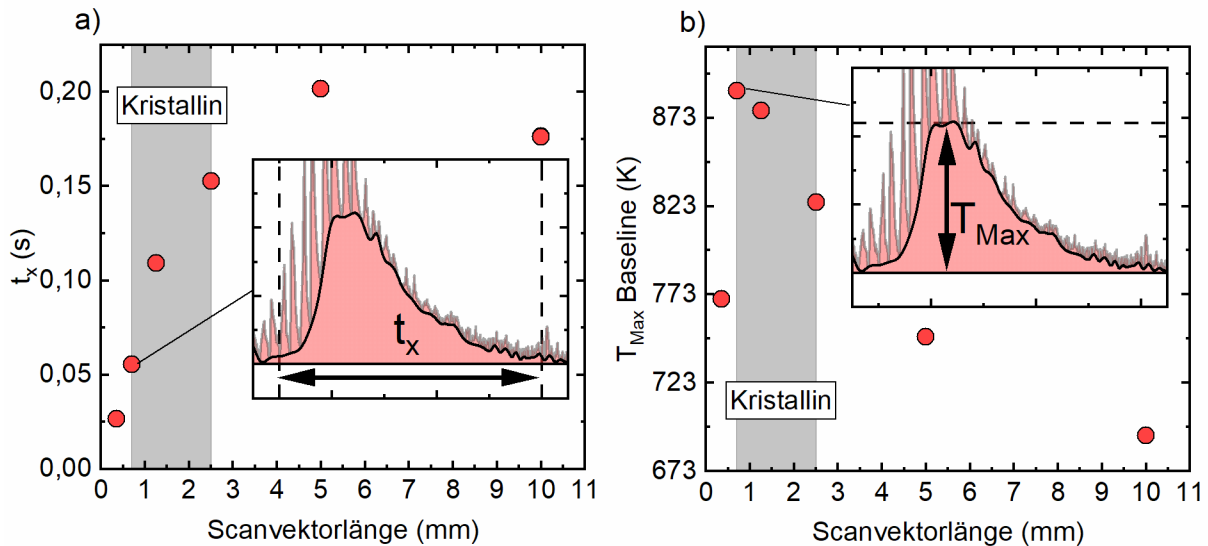 a)
0,20
0,15
0,10
0,05
0,00
t_x (s)
Kristallin
t_x
0 1 2 3 4 5 6 7 8 9 10 11
Scanvektorlänge (mm)
b)
873
823
773
723
673
T_Max Baseline (K)
T_Max
Kristallin
0 1 2 3 4 5 6 7 8 9 10 11
Scanvektorlänge (mm)